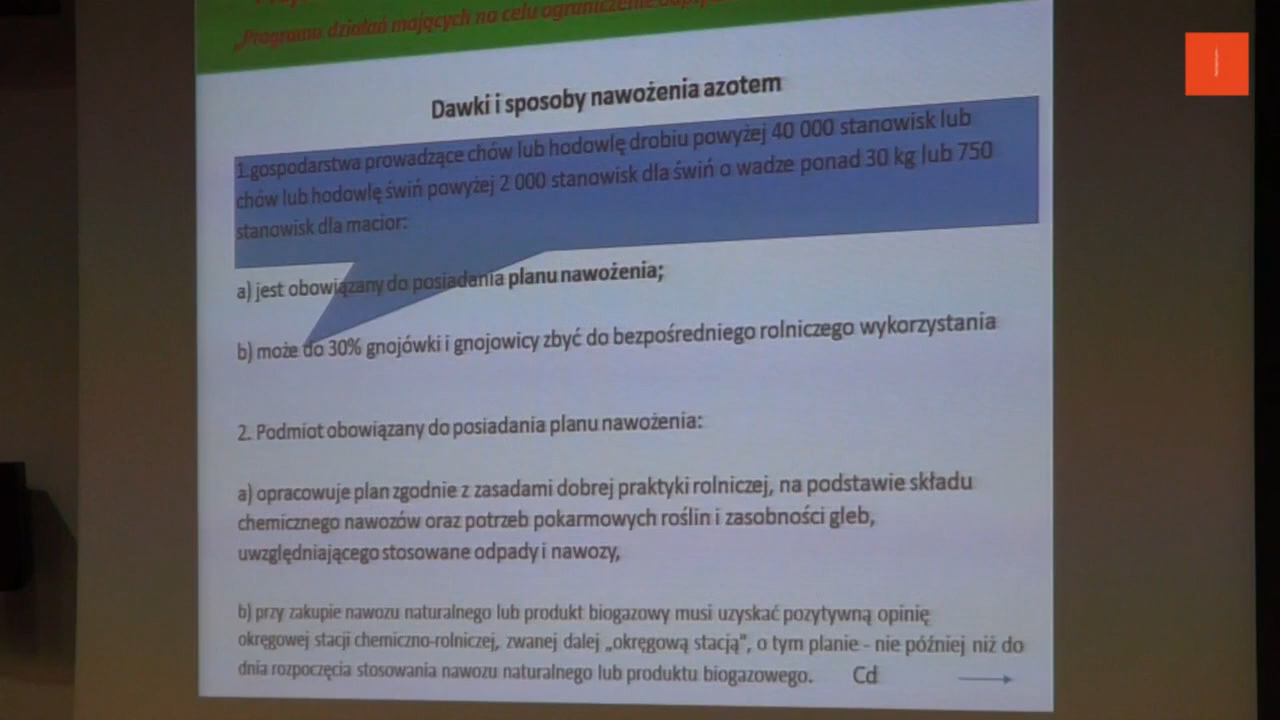 „Programu działań mających na celu ograniczenie
Dawki i sposoby nawożenia azotem
1.gospodarstwa prowadzące chów lub hodowlę drobiu powyżej 40 000 stanowisk lub
chów lub hodowlę świń powyżej 2 000 stanowisk dla świń o wadze ponad 30 kg lub 750
stanowisk dla macior:
a) jest obowiązany do posiadania planu nawożenia;
b) może do 30% gnojówki i gnojowicy zbyć do bezpośredniego rolniczego wykorzystania
2. Podmiot obowiązany do posiadania planu nawożenia:
a) opracowuje plan zgodnie z zasadami dobrej praktyki rolniczej, na podstawie składu
chemicznego nawozów oraz potrzeb pokarmowych roślin i zasobności gleb,
uwzględniającego stosowane odpady i nawozy,
b) przy zakupie nawozu naturalnego lub produkt biogazowy musi uzyskać pozytywną opinię
okręgowej stacji chemiczno-rolniczej, zwanej dalej „okręgową stacją", o tym planie - nie później niż do
dnia rozpoczęcia stosowania nawozu naturalnego lub produktu biogazowego. Cd